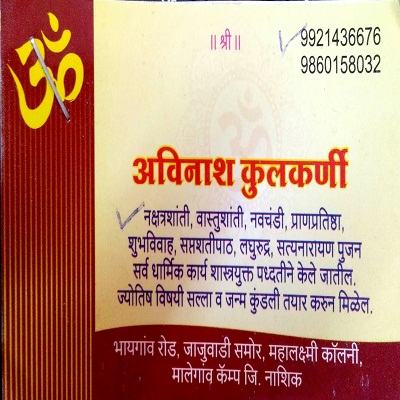 ॐ
॥ श्री ॥
9921436676
9860158032
अविनाश कुलकर्णी
नक्षत्रशांती, वास्तुशांती, नवचंडी, प्राणप्रतिष्ठा,
शुभविवाह, सप्तशतीपाठ, लघुरुद्र, सत्यनारायण पुजन
सर्व धार्मिक कार्य शास्त्रयुक्त पध्दतीने केले जातील.
ज्योतिष विषयी सल्ला व जन्म कुंडली तयार करुन मिळेल.
भायगांव रोड, जाजुवाडी समोर, महालक्ष्मी कॉलनी,
मालेगांव कॅम्प जि. नाशिक